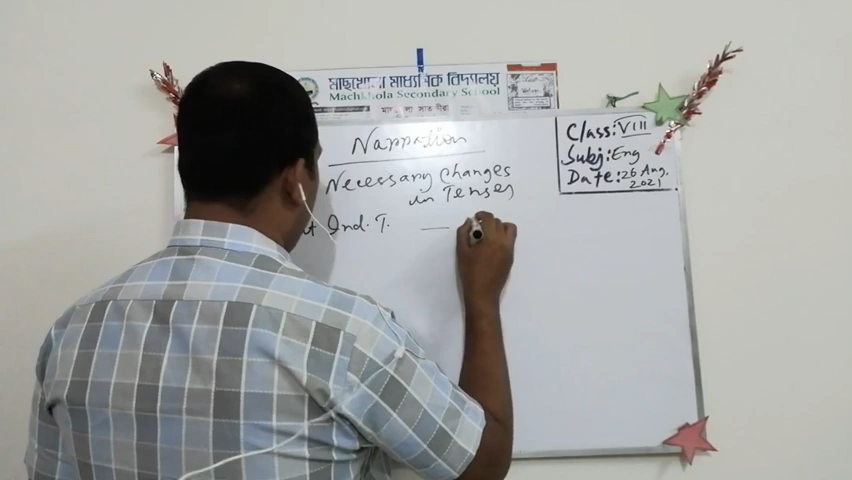 মাছখোলা মাধ্যমিক বিদ্যালয়
Machkhola Secondary School
Narration
Class: VIII
Subj: Eng
Date: 26 Aug. 2021
Necessary Changes
in Tenses
Ind. T. —